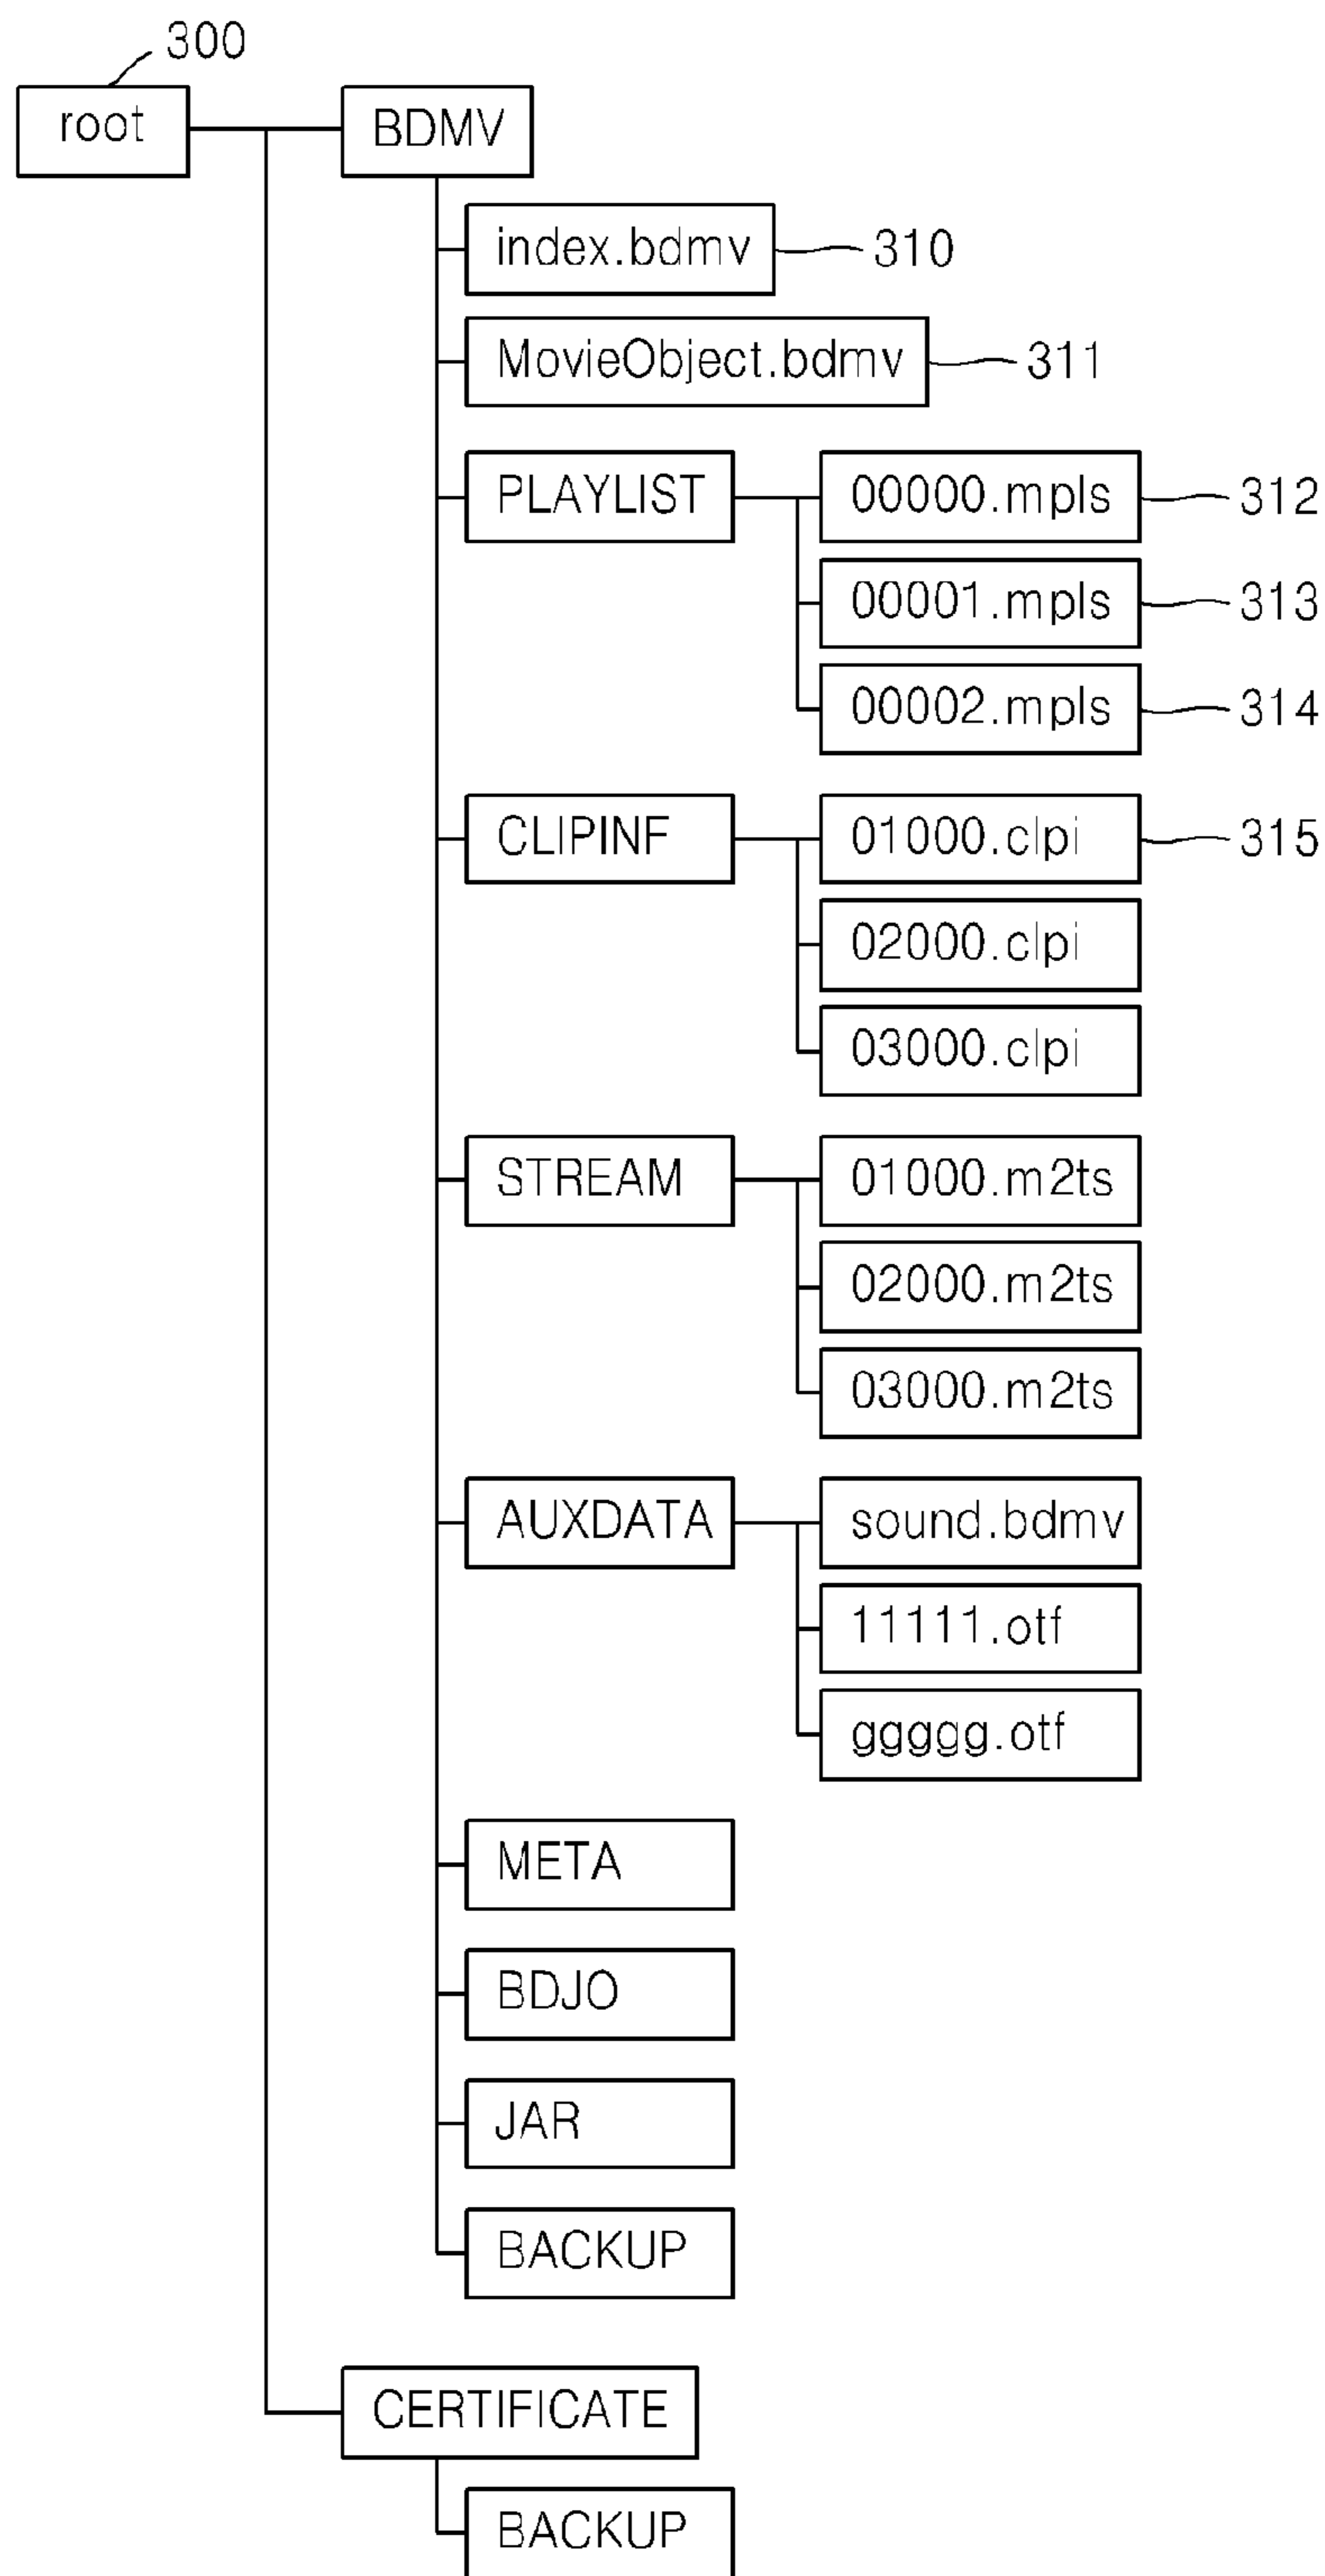 300
root
BDMV
index.bdmv 310
MovieObject.bdmv 311
PLAYLIST 00000.mpls 312
00001.mpls 313
00002.mpls 314
CLIPINF 01000.clpi 315
02000.clpi
03000.clpi
STREAM 01000.m2ts
02000.m2ts
03000.m2ts
AUXDATA sound.bdmv
11111.otf
ggggg.otf
META
BDJO
JAR
BACKUP
CERTIFICATE
BACKUP